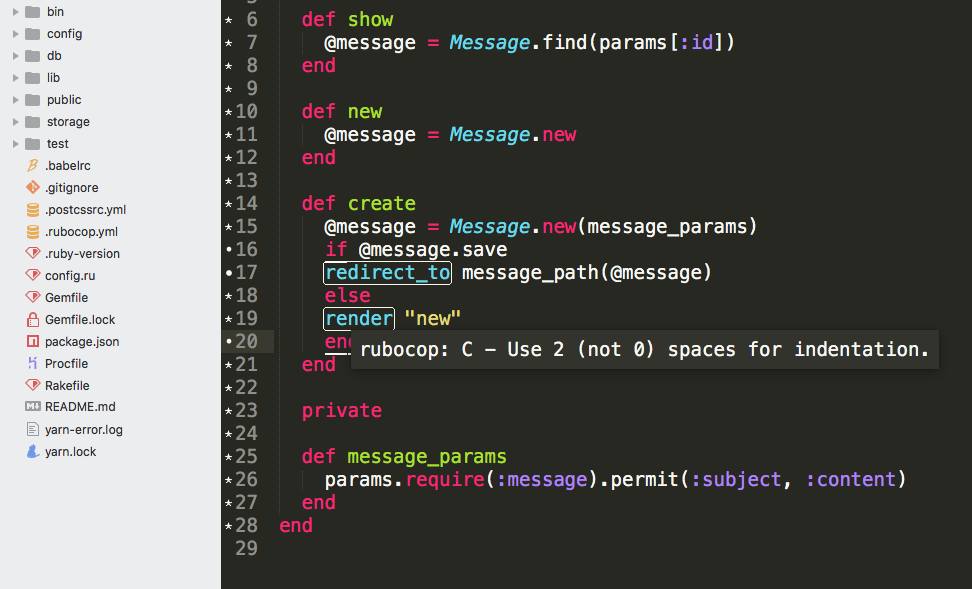 bin
config
db
lib
public
storage
test
.babelrc
.gitignore
.postcssrc.yml
.rubocop.yml
.ruby-version
config.ru
Gemfile
Gemfile.lock
package.json
Procfile
Rakefile
README.md
yarn-error.log
yarn.lock
6 def show
7 @message = Message.find(params[:id])
8 end
9
10 def new
11 @message = Message.new
12 end
13
14 def create
15 @message = Message.new(message_params)
16 if @message.save
17 redirect_to message_path(@message)
18 else
19 render "new"
20
rubocop: C – Use 2 (not 0) spaces for indentation.
21 end
22
23 private
24
25 def message_params
26 params.require(:message).permit(:subject, :content)
27 end
28 end
29